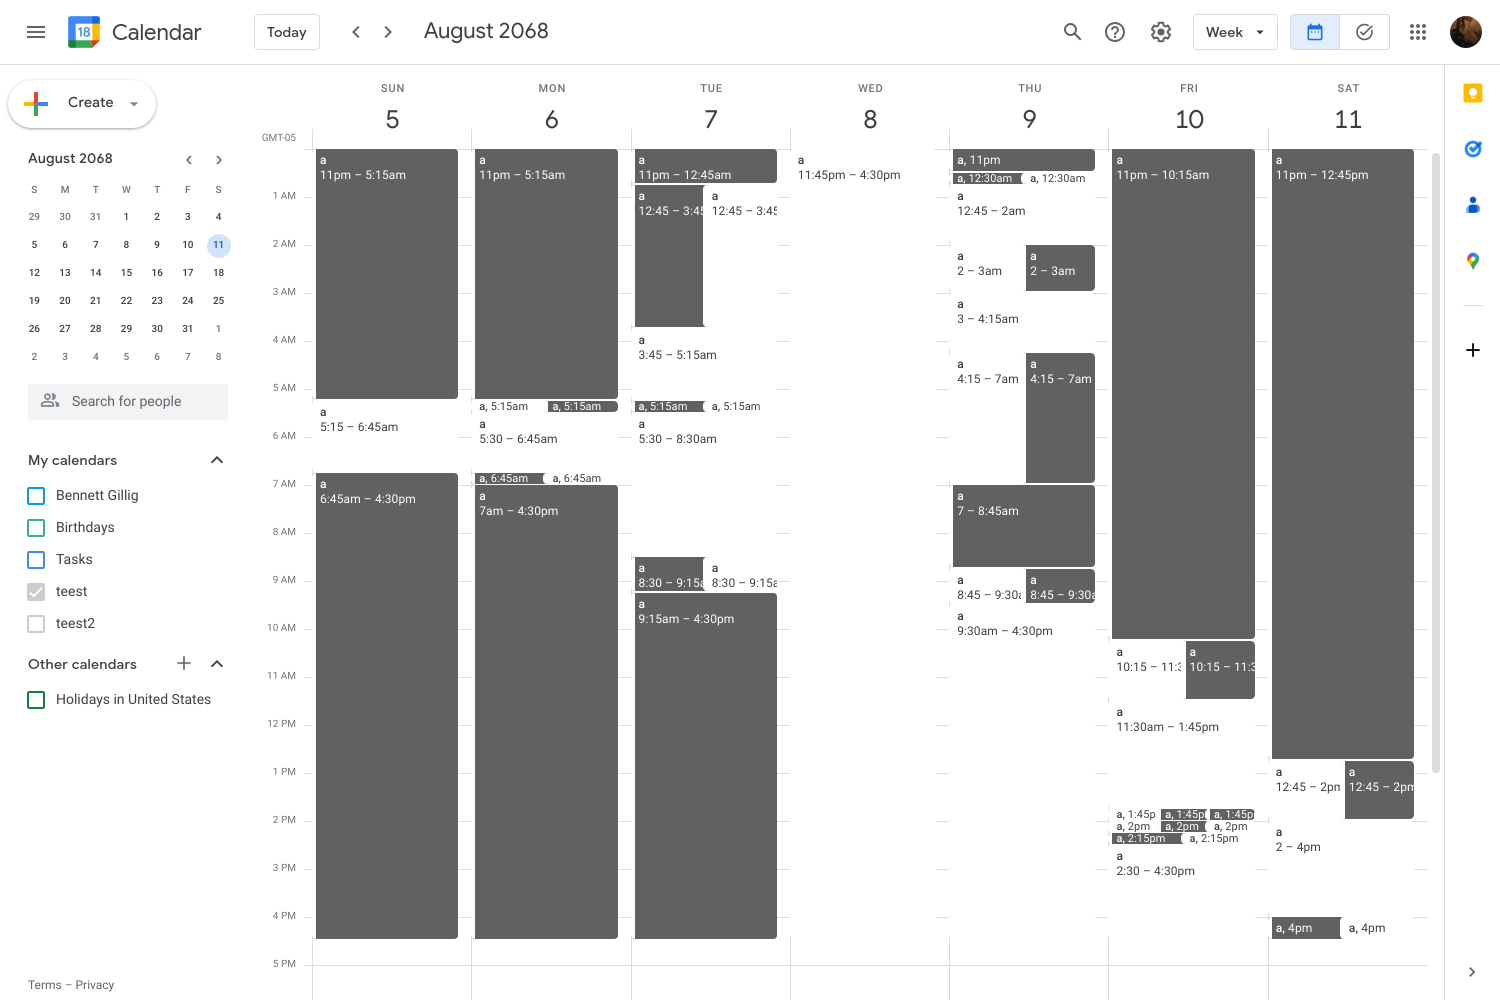 18 Calendar
Today
August 2068
Week
Create
August 2068
S M T W T F S
29 30 31 1 2 3 4
5 6 7 8 9 10 11
12 13 14 15 16 17 18
19 20 21 22 23 24 25
26 27 28 29 30 31 1
2 3 4 5 6 7 8
Search for people
My calendars
Bennett Gillig
Birthdays
Tasks
teest
teest2
Other calendars
Holidays in United States
Terms – Privacy
SUN MON TUE WED THU FRI SAT
5 6 7 8 9 10 11
GMT-05
1 AM
2 AM
3 AM
4 AM
5 AM
6 AM
7 AM
8 AM
9 AM
10 AM
11 AM
12 PM
1 PM
2 PM
3 PM
4 PM
5 PM
a
11pm – 5:15am
a
5:15 – 6:45am
a
6:45am – 4:30pm
a
11pm – 5:15am
a, 5:15am a, 5:15am
a
5:30 – 6:45am
a, 6:45am a, 6:45am
a
7am – 4:30pm
a
11pm – 12:45am
a a
12:45 – 3:45 12:45 – 3:45
a
3:45 – 5:15am
a, 5:15am a, 5:15am
a
5:30 – 8:30am
a a
8:30 – 9:15a 8:30 – 9:15a
a
9:15am – 4:30pm
a
11:45pm – 4:30pm
a, 11pm
a, 12:30am a, 12:30am
a
12:45 – 2am
a a
2 – 3am 2 – 3am
a
3 – 4:15am
a a
4:15 – 7am 4:15 – 7am
a
7 – 8:45am
a a
8:45 – 9:30a 8:45 – 9:30a
a
9:30am – 4:30pm
a
11pm – 10:15am
a a
10:15 – 11:3 10:15 – 11:3
a
11:30am – 1:45pm
a, 1:45p a, 1:45p a, 1:45p
a, 2pm a, 2pm a, 2pm
a, 2:15pm a, 2:15pm
a
2:30 – 4:30pm
a
11pm – 12:45pm
a a
12:45 – 2pm 12:45 – 2pm
a
2 – 4pm
a, 4pm a, 4pm